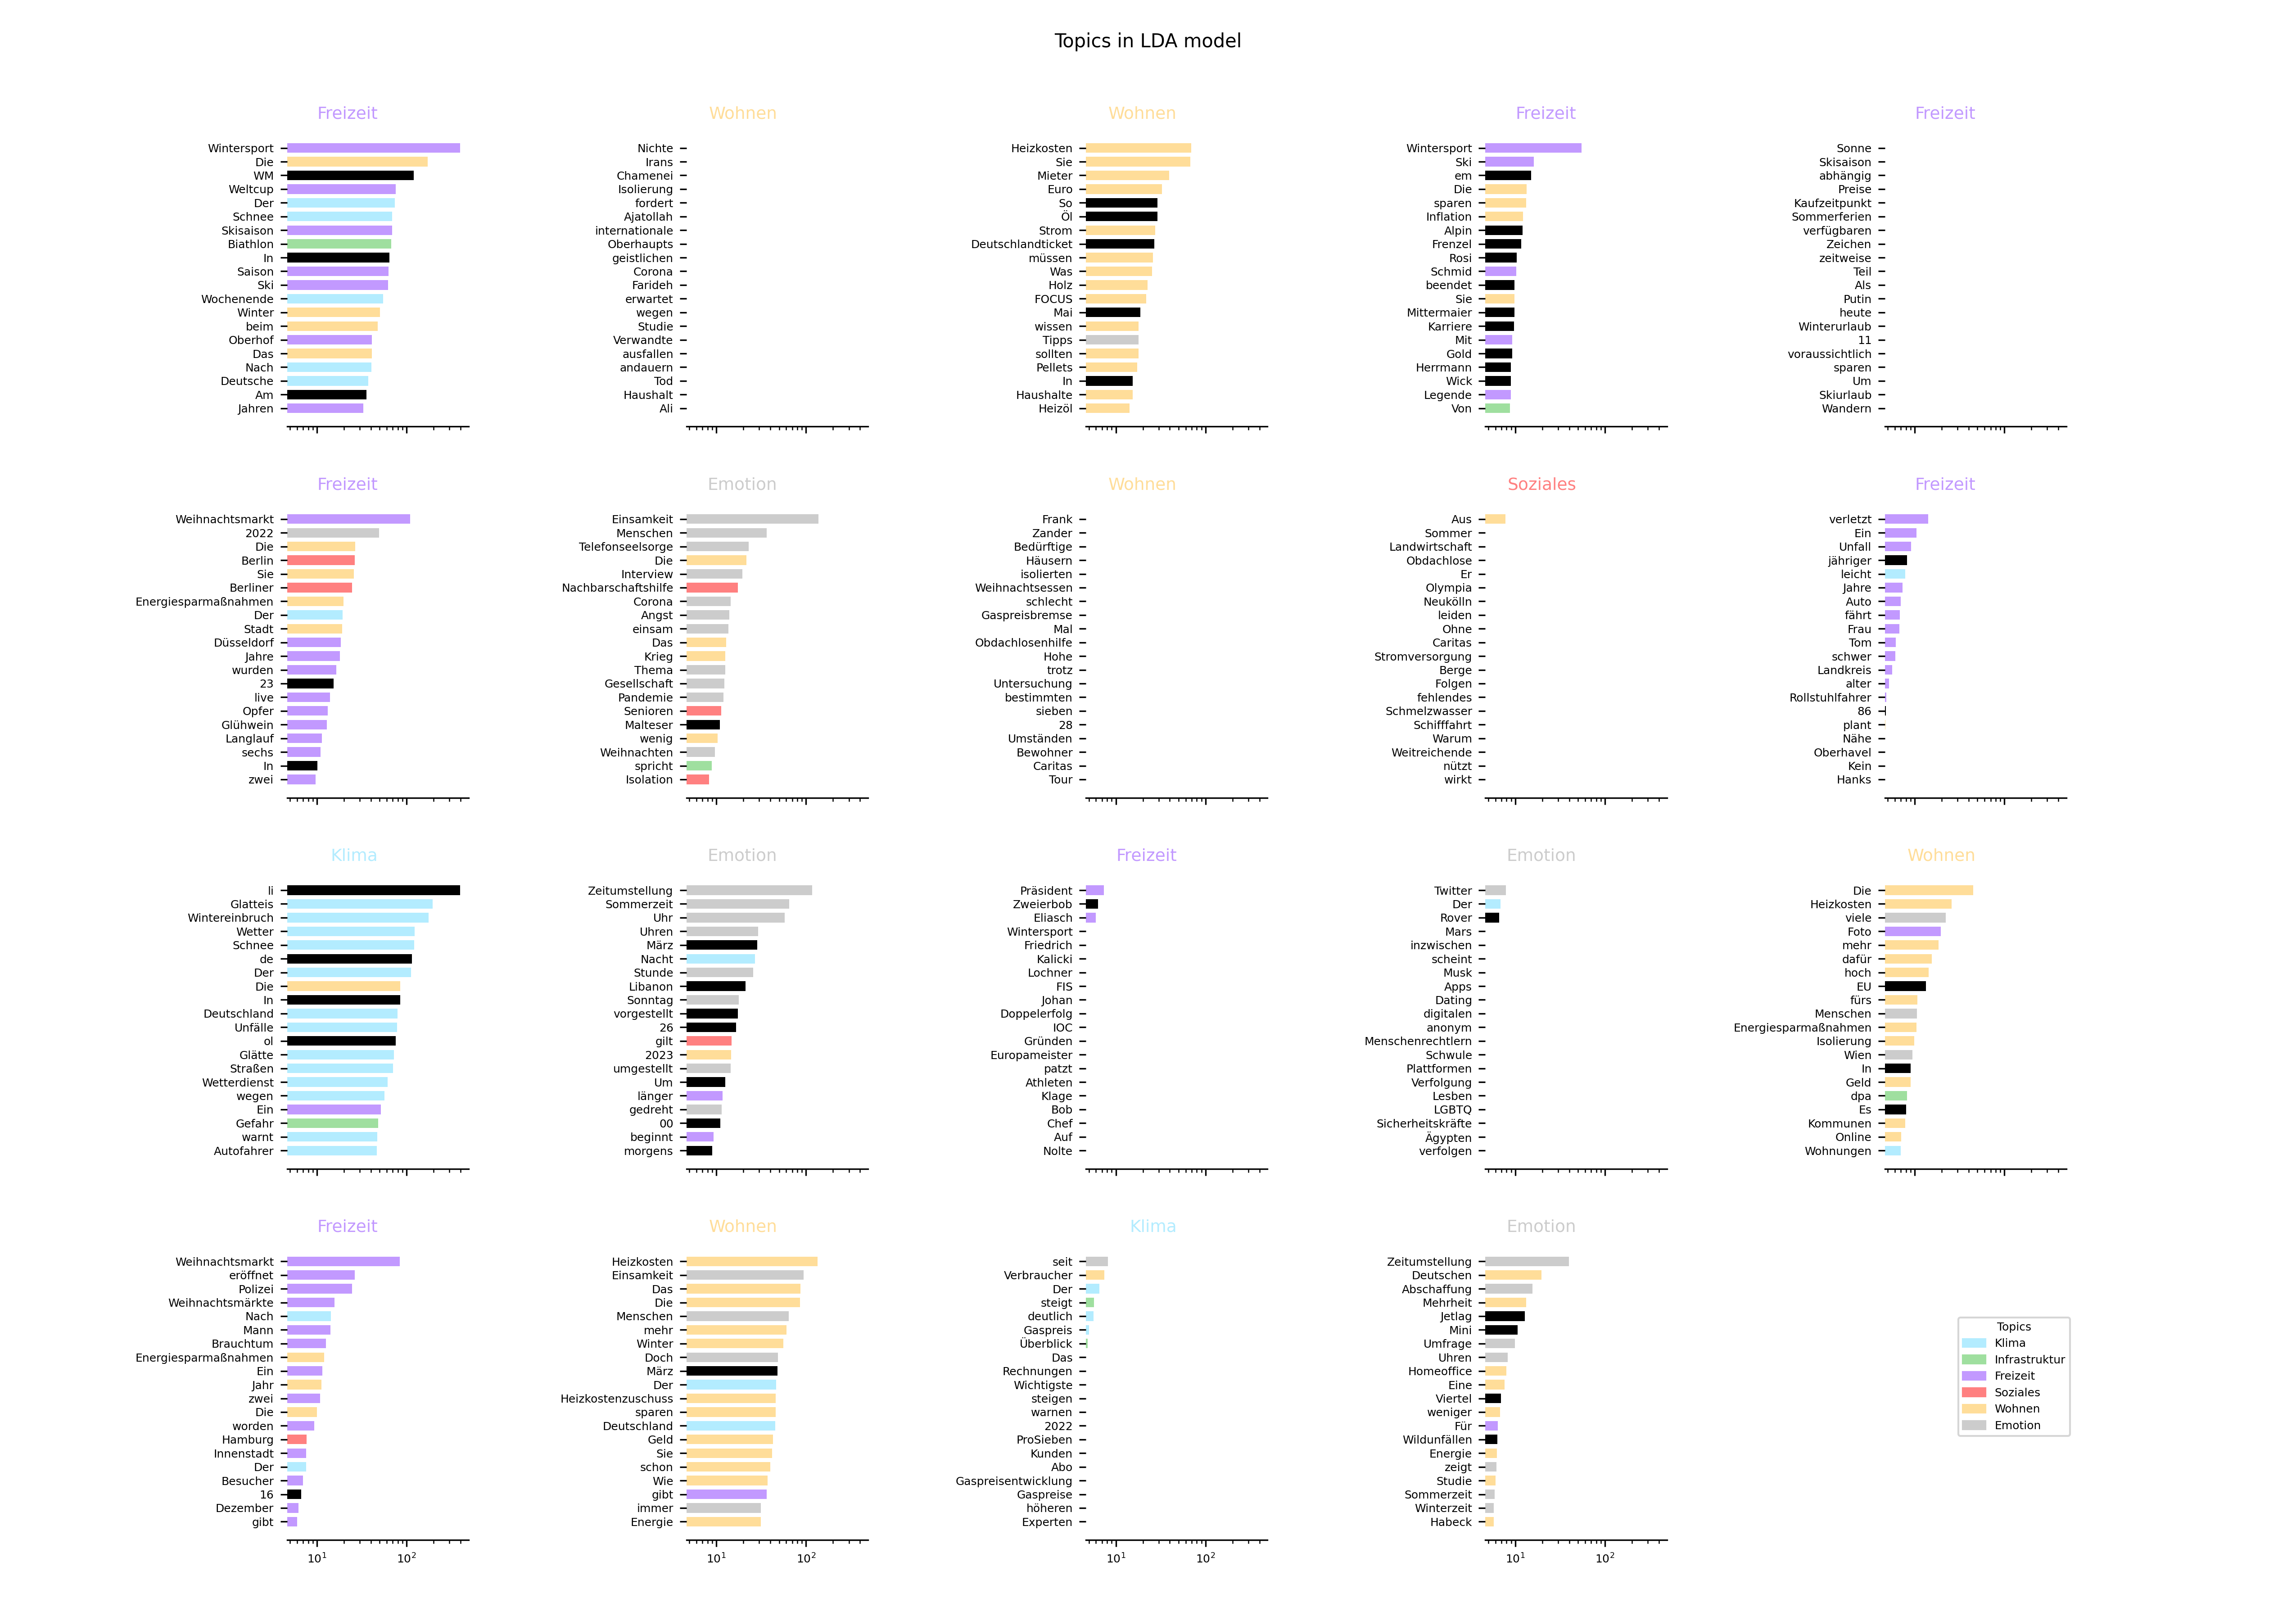 Topics in LDA model
Freizeit
Wintersport
Die
WM
Weltcup
Der
Schnee
Skisaison
Biathlon
In
Saison
Ski
Wochenende
Winter
beim
Oberhof
Das
Nach
Deutsche
Am
Jahren
Wohnen
Nichte
Irans
Chamenei
Isolierung
fordert
Ajatollah
internationale
Oberhaupts
geistlichen
Corona
Farideh
erwartet
wegen
Studie
Verwandte
ausfallen
andauern
Tod
Haushalt
Ali
Wohnen
Heizkosten
Sie
Mieter
Euro
So
Öl
Strom
Deutschlandticket
müssen
Was
Holz
FOCUS
Mai
wissen
Tipps
sollten
Pellets
In
Haushalte
Heizöl
Freizeit
Wintersport
Ski
em
Die
sparen
Inflation
Alpin
Frenzel
Rosi
Schmid
beendet
Sie
Mittermaier
Karriere
Mit
Gold
Herrmann
Wick
Legende
Von
Freizeit
Sonne
Skisaison
abhängig
Preise
Kaufzeitpunkt
Sommerferien
verfügbaren
Zeichen
zeitweise
Teil
Als
Putin
heute
Winterurlaub
11
voraussichtlich
sparen
Um
Skiurlaub
Wandern
Freizeit
Weihnachtsmarkt
2022
Die
Berlin
Sie
Berliner
Energiesparmaßnahmen
Der
Stadt
Düsseldorf
Jahre
wurden
23
live
Opfer
Glühwein
Langlauf
sechs
In
zwei
Emotion
Einsamkeit
Menschen
Telefonseelsorge
Die
Interview
Nachbarschaftshilfe
Corona
Angst
einsam
Das
Krieg
Thema
Gesellschaft
Pandemie
Senioren
Malteser
wenig
Weihnachten
spricht
Isolation
Wohnen
Frank
Zander
Bedürftige
Häusern
isolierten
Weihnachtsessen
schlecht
Gaspreisbremse
Mal
Obdachlosenhilfe
Hohe
trotz
Untersuchung
bestimmten
sieben
28
Umständen
Bewohner
Caritas
Tour
Soziales
Aus
Sommer
Landwirtschaft
Obdachlose
Er
Olympia
Neukölln
leiden
Ohne
Caritas
Stromversorgung
Berge
Folgen
fehlendes
Schmelzwasser
Schifffahrt
Warum
Weitreichende
nützt
wirkt
Freizeit
verletzt
Ein
Unfall
jähriger
leicht
Jahre
Auto
fährt
Frau
Tom
schwer
Landkreis
alter
Rollstuhlfahrer
86
plant
Nähe
Oberhavel
Kein
Hanks
Klima
li
Glatteis
Wintereinbruch
Wetter
Schnee
de
Der
Die
In
Deutschland
Unfälle
ol
Glätte
Straßen
Wetterdienst
wegen
Ein
Gefahr
warnt
Autofahrer
Emotion
Zeitumstellung
Sommerzeit
Uhr
Uhren
März
Nacht
Stunde
Libanon
Sonntag
vorgestellt
26
gilt
2023
umgestellt
Um
länger
gedreht
00
beginnt
morgens
Freizeit
Präsident
Zweierbob
Eliasch
Wintersport
Friedrich
Kalicki
Lochner
FIS
Johan
Doppelerfolg
IOC
Gründen
Europameister
patzt
Athleten
Klage
Bob
Chef
Auf
Nolte
Emotion
Twitter
Der
Rover
Mars
inzwischen
scheint
Musk
Apps
Dating
digitalen
anonym
Menschenrechtlern
Schwule
Plattformen
Verfolgung
Lesben
LGBTQ
Sicherheitskräfte
Ägypten
verfolgen
Wohnen
Die
Heizkosten
viele
Foto
mehr
dafür
hoch
EU
fürs
Menschen
Energiesparmaßnahmen
Isolierung
Wien
In
Geld
dpa
Es
Kommunen
Online
Wohnungen
Freizeit
Weihnachtsmarkt
eröffnet
Polizei
Weihnachtsmärkte
Nach
Mann
Brauchtum
Energiesparmaßnahmen
Ein
Jahr
zwei
Die
worden
Hamburg
Innenstadt
Der
Besucher
16
Dezember
gibt
10¹ 10²
Wohnen
Heizkosten
Einsamkeit
Das
Die
Menschen
mehr
Winter
Doch
März
Der
Heizkostenzuschuss
sparen
Deutschland
Geld
Sie
schon
Wie
gibt
immer
Energie
10¹ 10²
Klima
seit
Verbraucher
Der
steigt
deutlich
Gaspreis
Überblick
Das
Rechnungen
Wichtigste
steigen
warnen
2022
ProSieben
Kunden
Abo
Gaspreisentwicklung
Gaspreise
höheren
Experten
10¹ 10²
Emotion
Zeitumstellung
Deutschen
Abschaffung
Mehrheit
Jetlag
Mini
Umfrage
Uhren
Homeoffice
Eine
Viertel
weniger
Für
Wildunfällen
Energie
zeigt
Studie
Sommerzeit
Winterzeit
Habeck
10¹ 10²
Topics
Klima
Infrastruktur
Freizeit
Soziales
Wohnen
Emotion